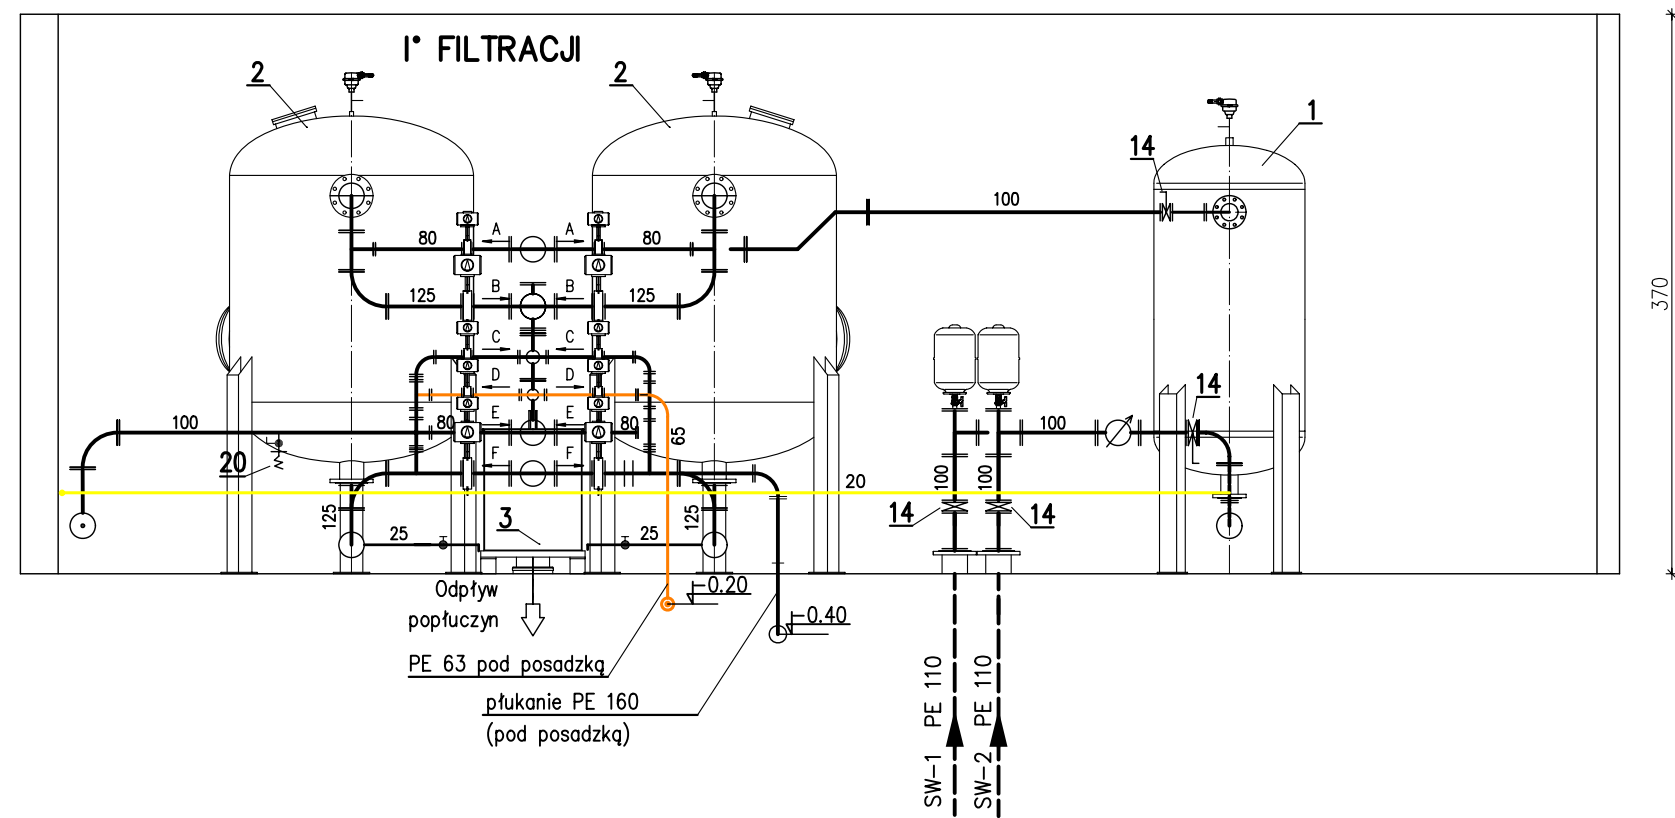 I° FILTRACJI
2
2
1
14
100
80
A
A
80
125
B
B
125
C
C
D
D
14
100
80
E
E
80
65
100
20
F
F
20
100
100
14
14
125
25
3
25
125
370
Odpływ
popłuczyn
-0.20
-0.40
PE 63 pod posadzką
płukanie PE 160
(pod posadzką)
SW-1 PE 110
SW-2 PE 110